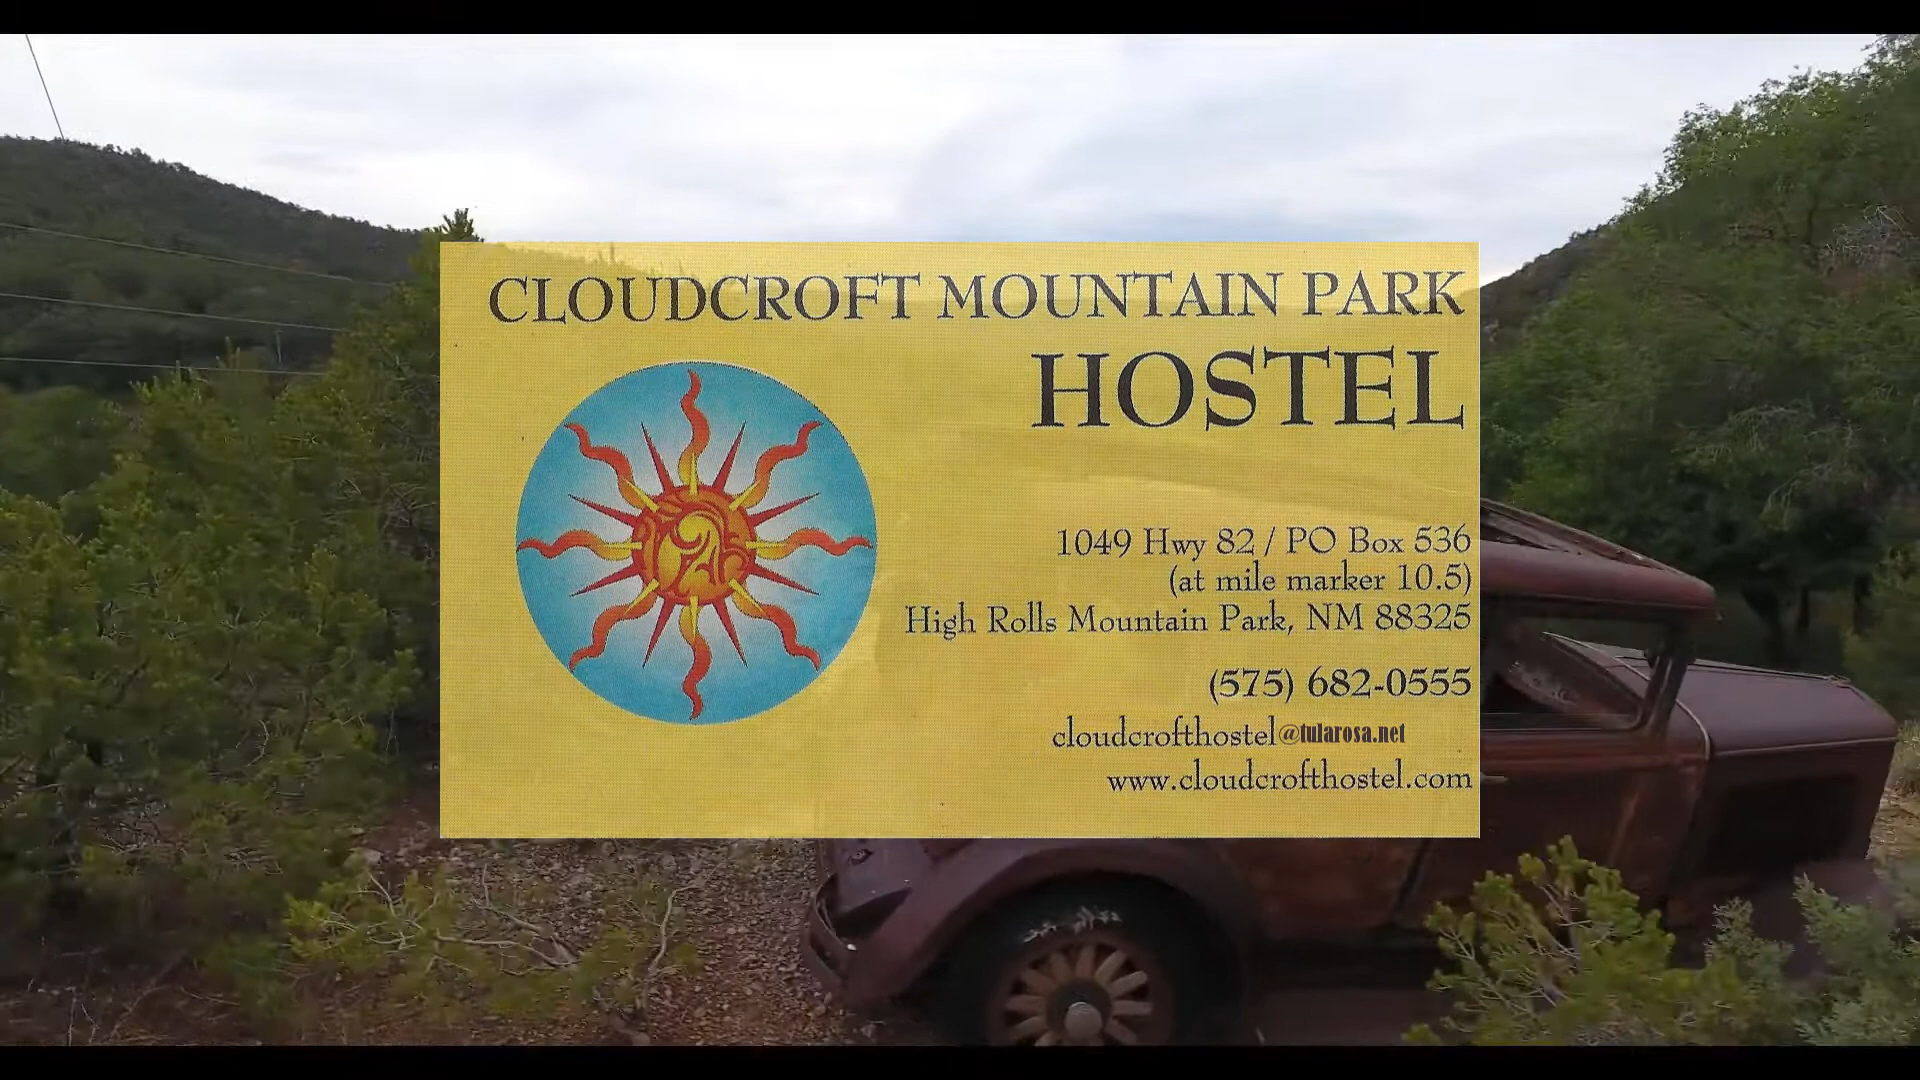 CLOUDCROFT MOUNTAIN PARK
HOSTEL
1049 Hwy 82 / PO Box 536
(at mile marker 10.5)
High Rolls Mountain Park, NM 88325
(575) 682-0555
cloudcrofthostel@tularosa.net
www.cloudcrofthostel.com